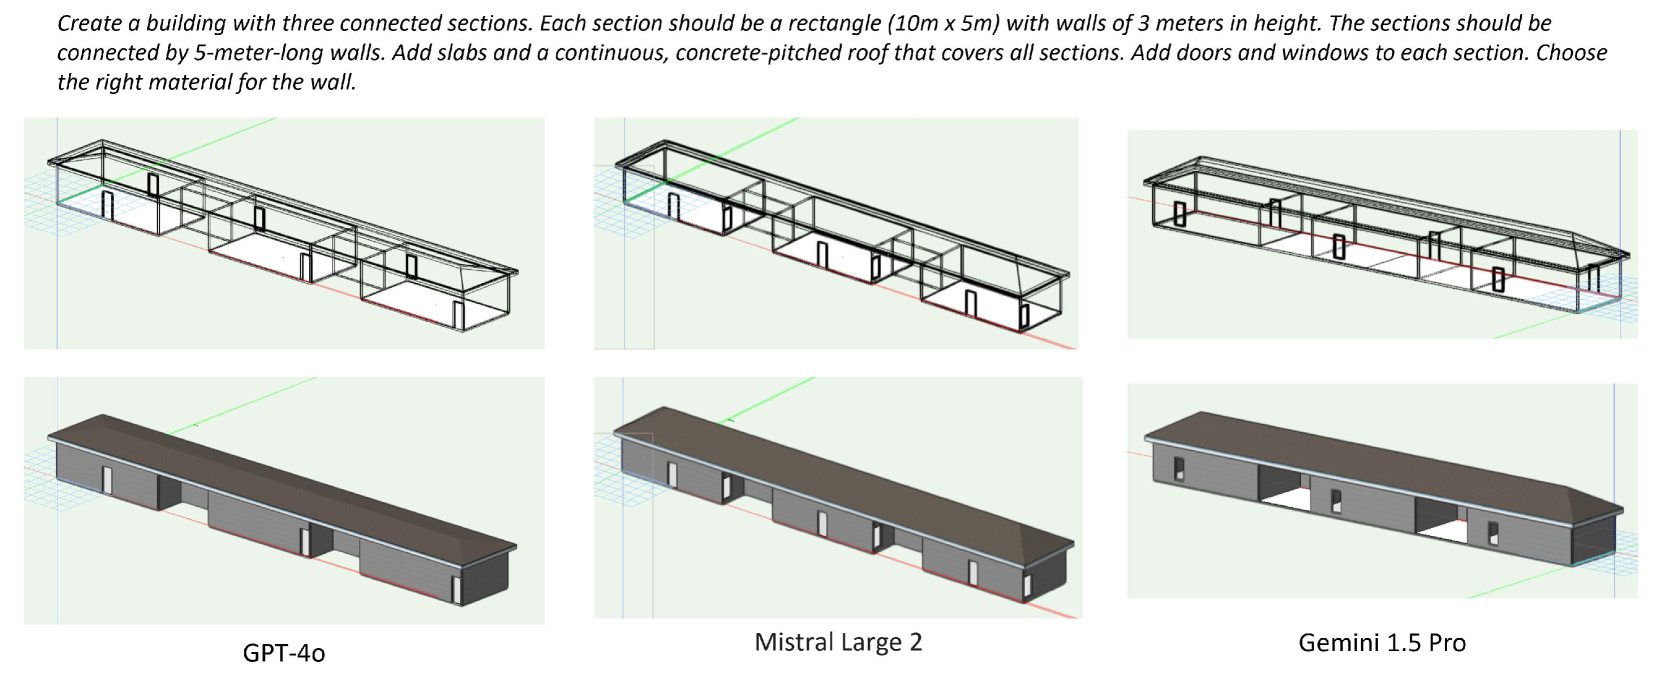 Create a building with three connected sections. Each section should be a rectangle (10m x 5m) with walls of 3 meters in height. The sections should be
connected by 5-meter-long walls. Add slabs and a continuous, concrete-pitched roof that covers all sections. Add doors and windows to each section. Choose
the right material for the wall.
GPT-4o
Mistral Large 2
Gemini 1.5 Pro